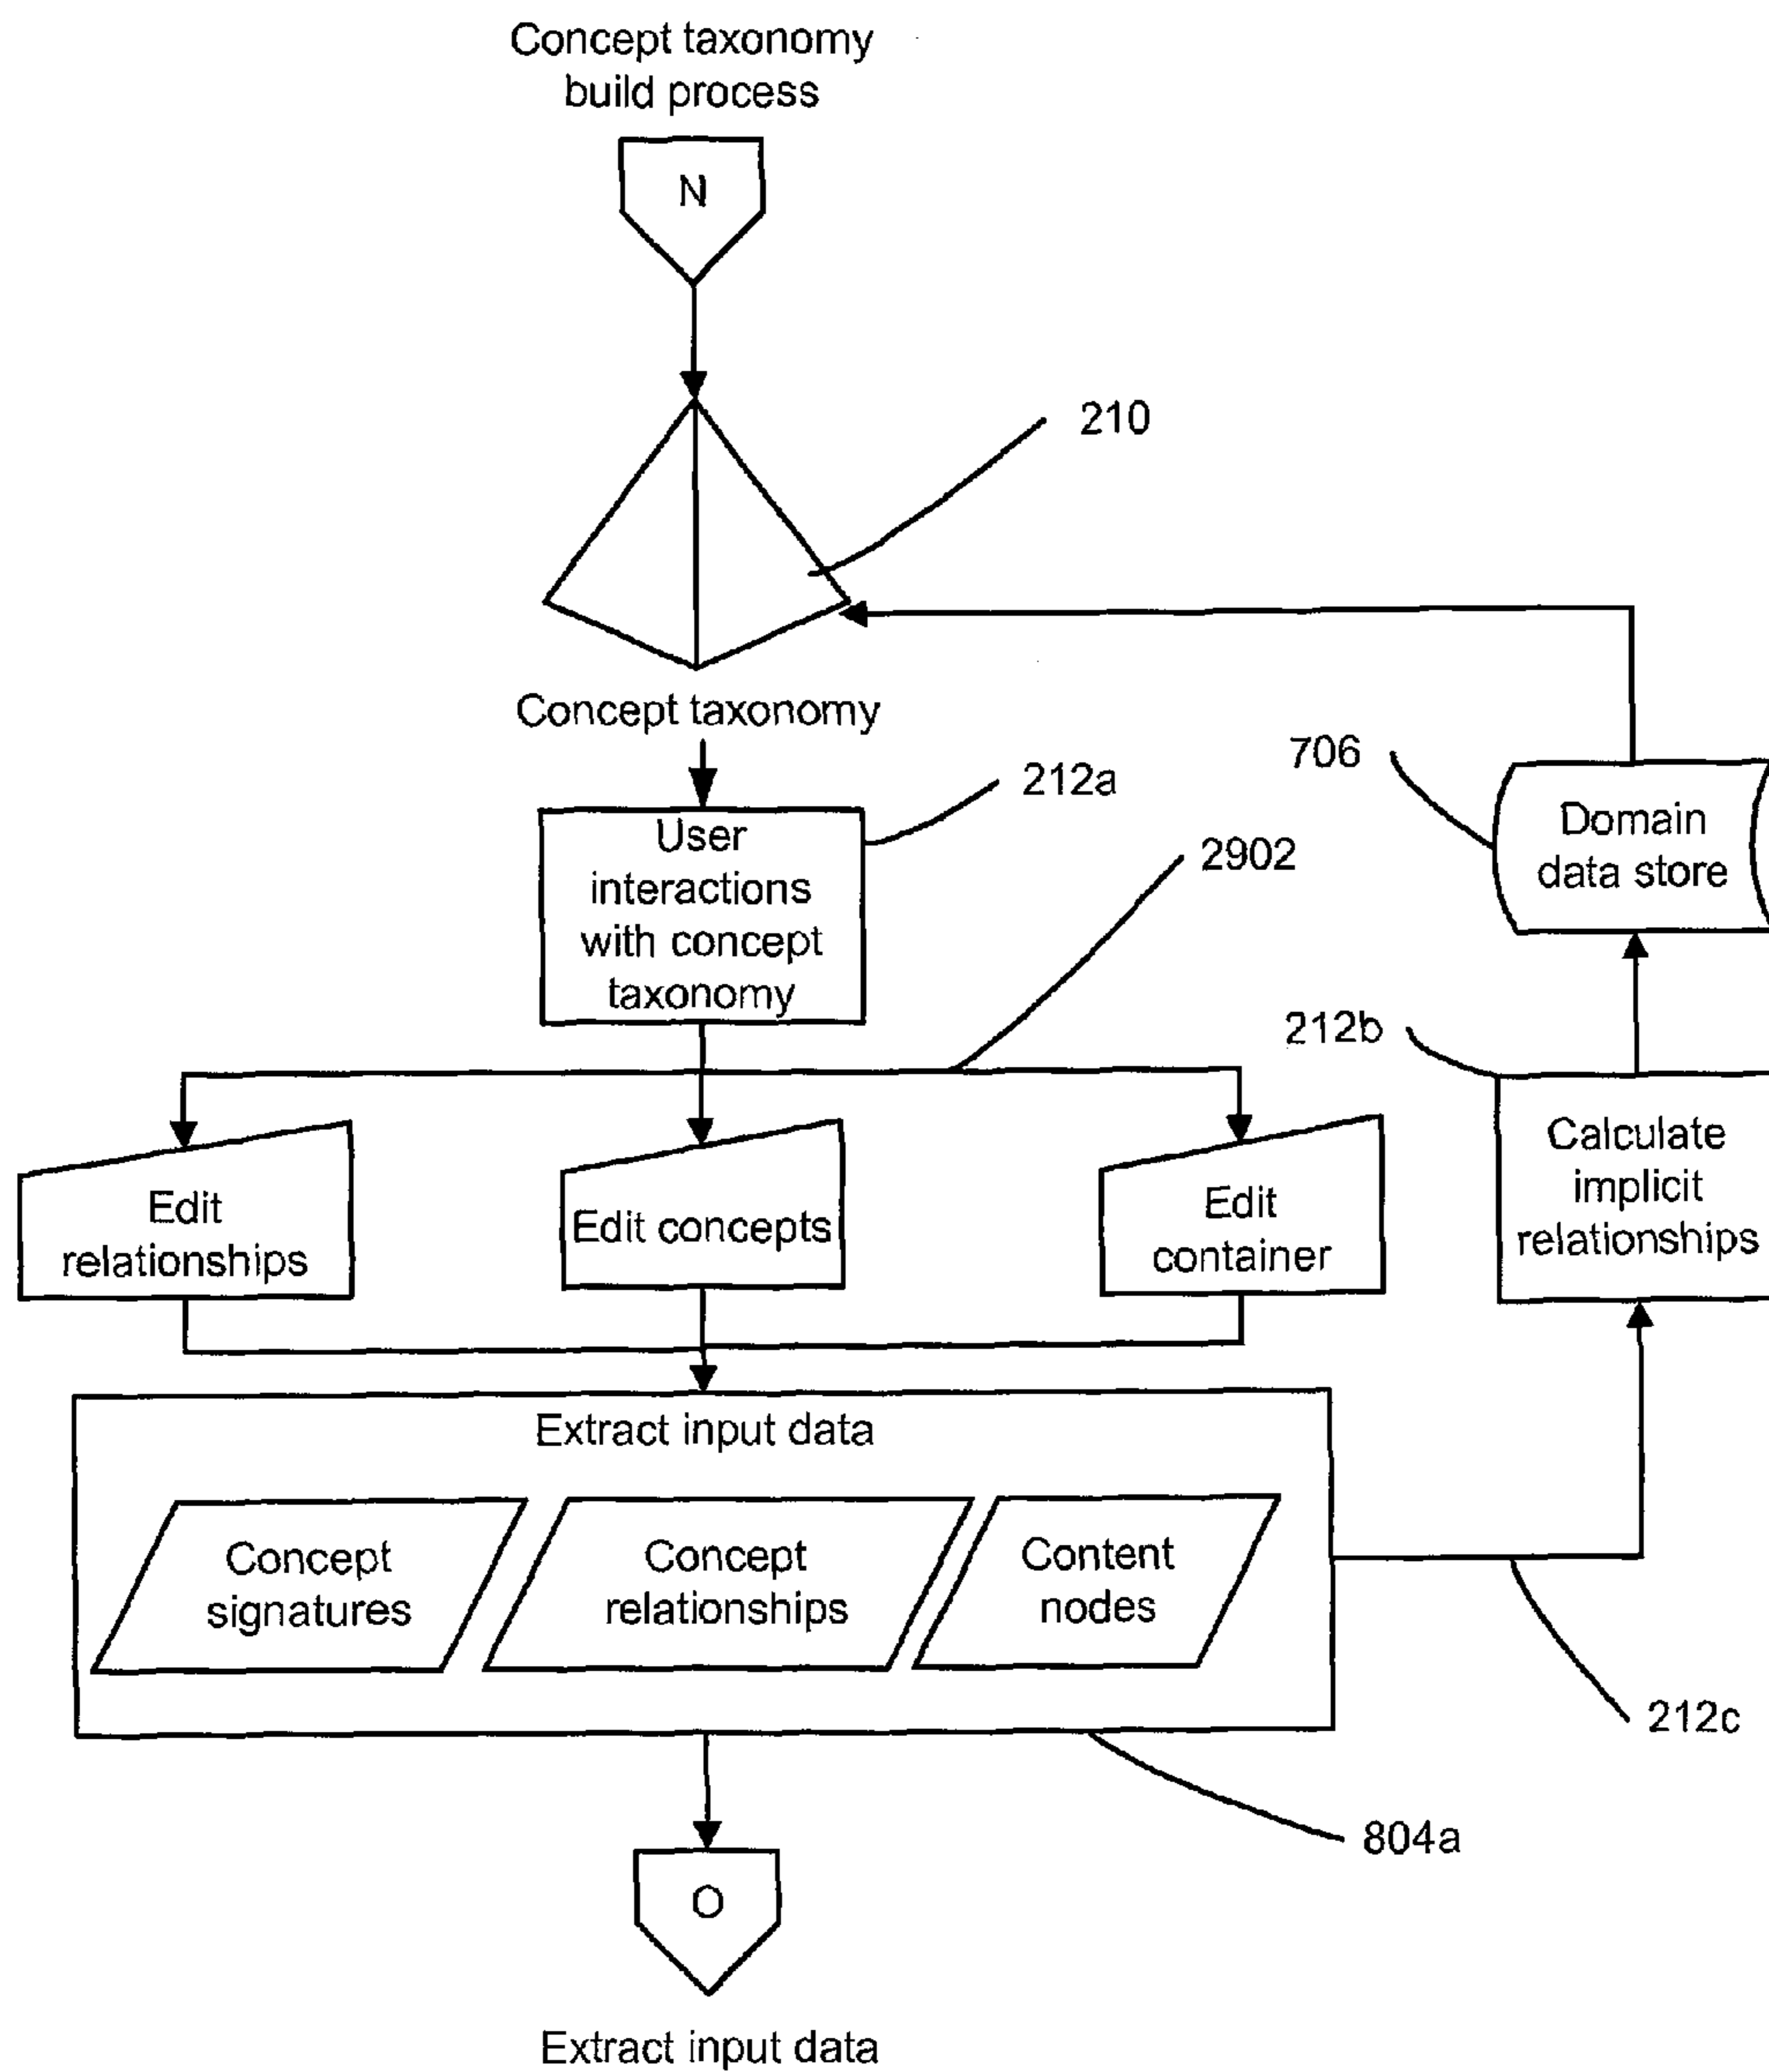 Concept taxonomy
build process
N
210
Concept taxonomy
706
Domain
data store
212a
User
interactions
with concept
taxonomy
2902
212b
Calculate
implicit
relationships
Edit
relationships
Edit concepts
Edit
container
Extract input data
Concept
signatures
Concept
relationships
Content
nodes
212c
804a
O
Extract input data